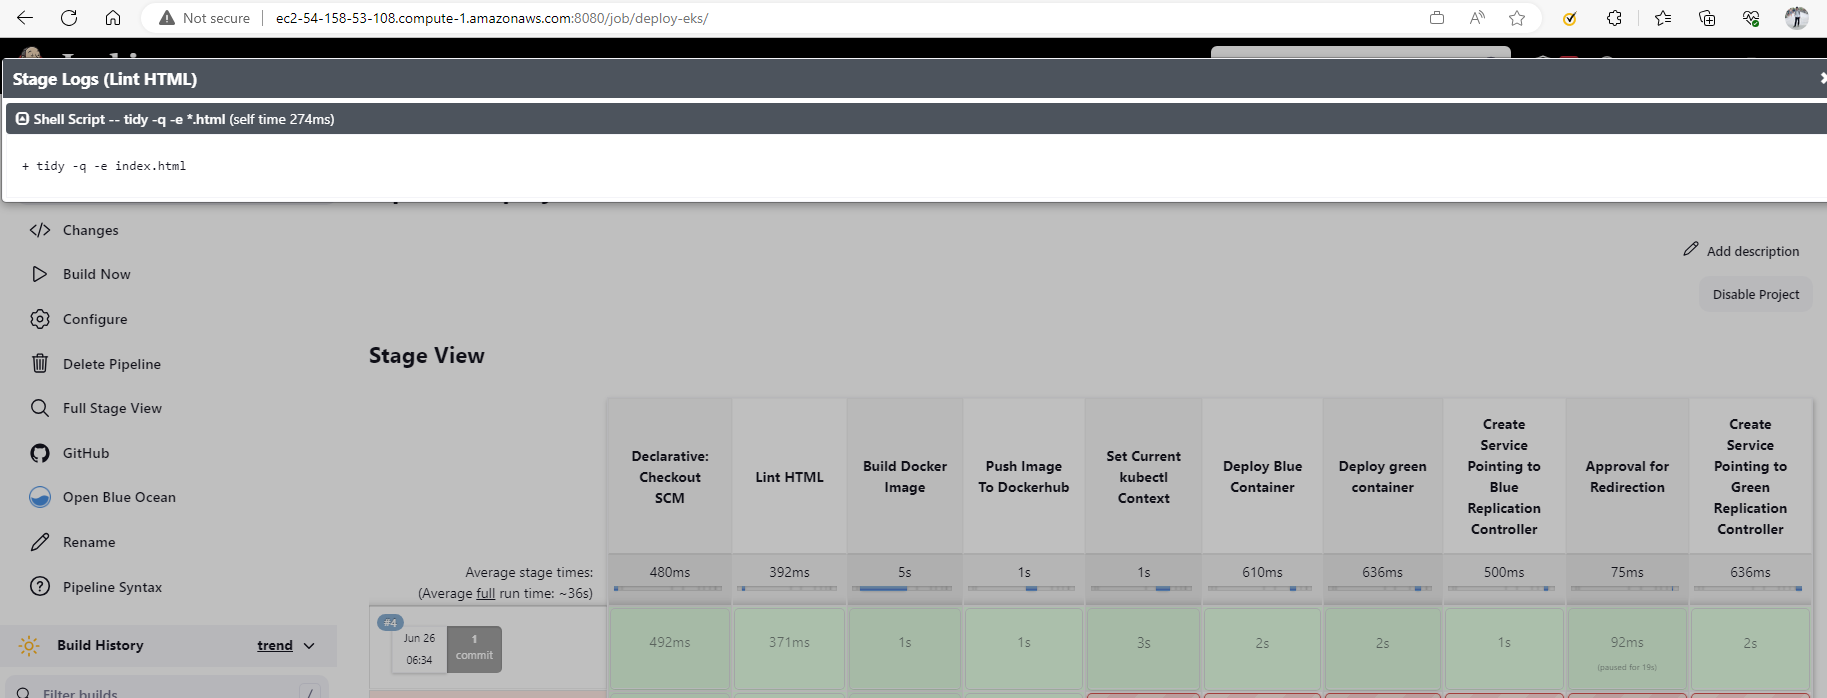 Not secure
ec2-54-158-53-108.compute-1.amazonaws.com:8080/job/deploy-eks/
Stage Logs (Lint HTML)
Shell Script -- tidy -q -e *.html (self time 274ms)
+ tidy -q -e index.html
Changes
Build Now
Configure
Delete Pipeline
Full Stage View
GitHub
Open Blue Ocean
Rename
Pipeline Syntax
Build History
trend
Filter builds
/
Add description
Disable Project
Stage View
Declarative:
Checkout
SCM
Lint HTML
Build Docker
Image
Push Image
To Dockerhub
Set Current
kubectl
Context
Deploy Blue
Container
Deploy green
container
Create
Service
Pointing to
Blue
Replication
Controller
Approval for
Redirection
Create
Service
Pointing to
Green
Replication
Controller
Average stage times:
(Average full run time: ~36s)
480ms
392ms
5s
1s
1s
610ms
636ms
500ms
75ms
636ms
#4
Jun 26
06:34
1
commit
492ms
371ms
1s
1s
3s
2s
2s
1s
92ms
(paused for 19s)
2s